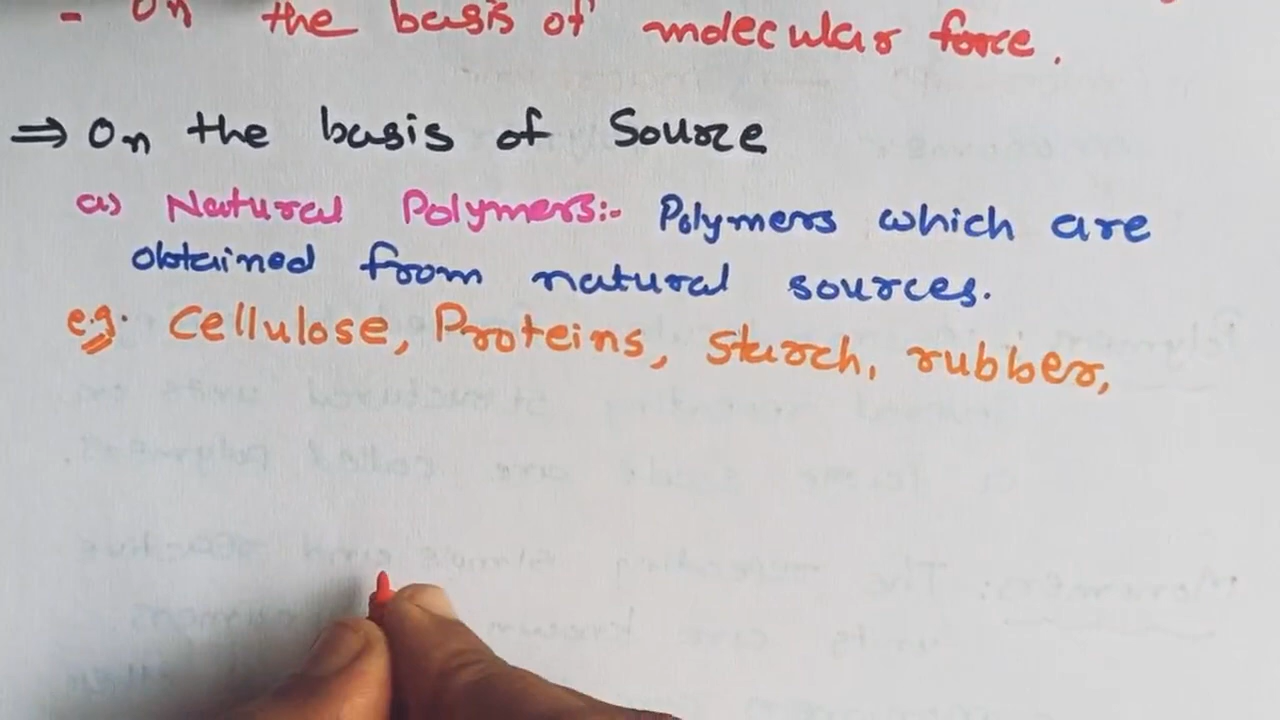 - On the basis of molecular force.
⇒ On the basis of Source
a) Natural Polymers:- Polymers which are
obtained from natural sources.
e.g. Cellulose, Proteins, Starch, rubber,